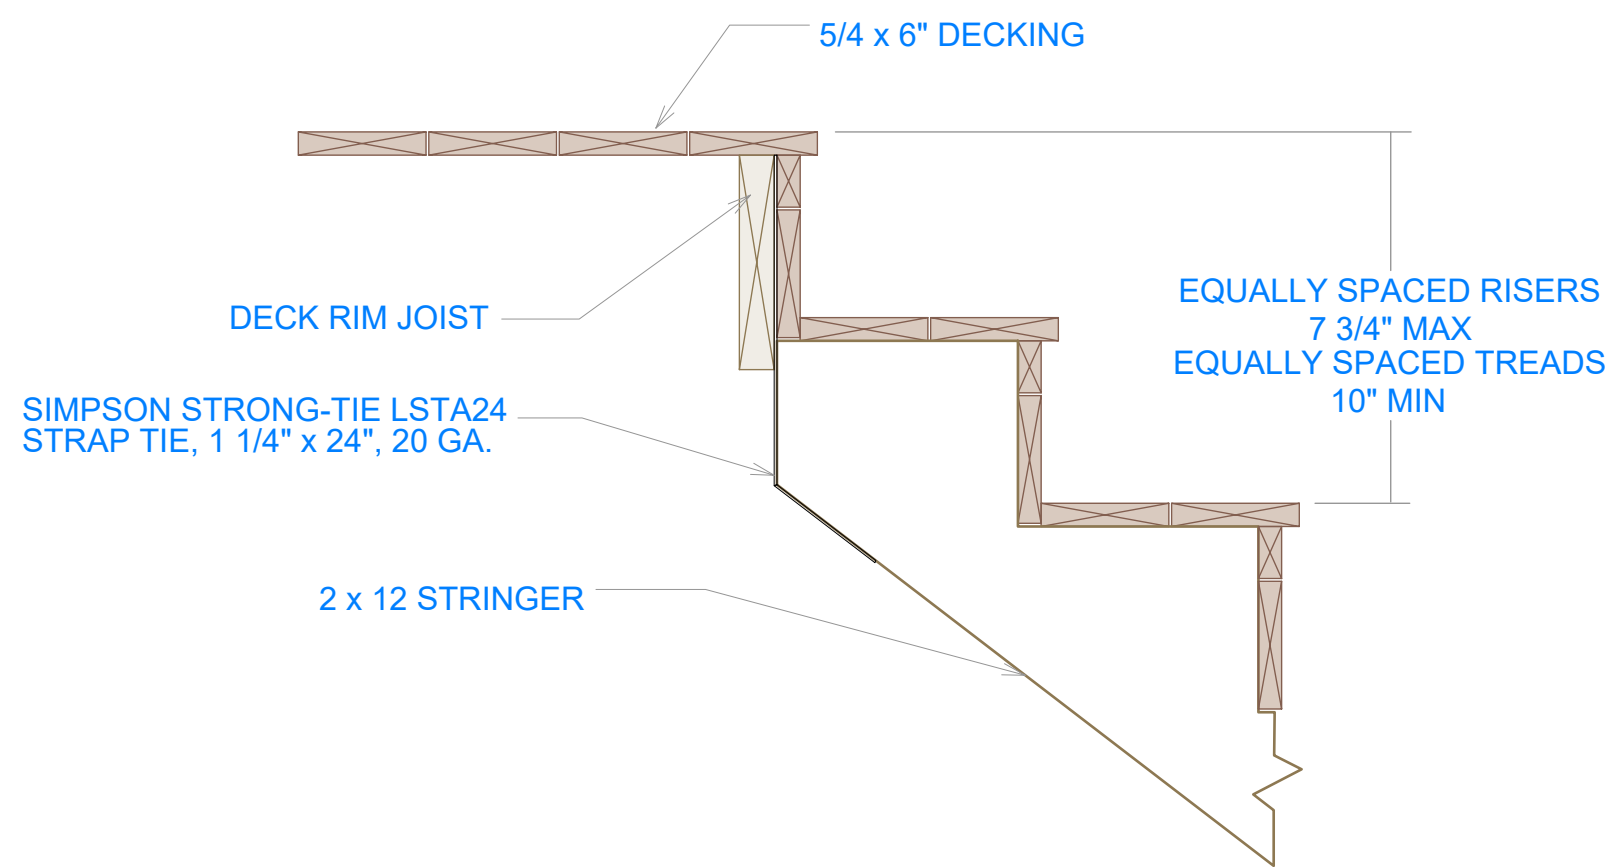 5/4 x 6" DECKING
DECK RIM JOIST
EQUALLY SPACED RISERS
7 3/4" MAX
EQUALLY SPACED TREADS
10" MIN
SIMPSON STRONG-TIE LSTA24
STRAP TIE, 1 1/4" x 24", 20 GA.
2 x 12 STRINGER